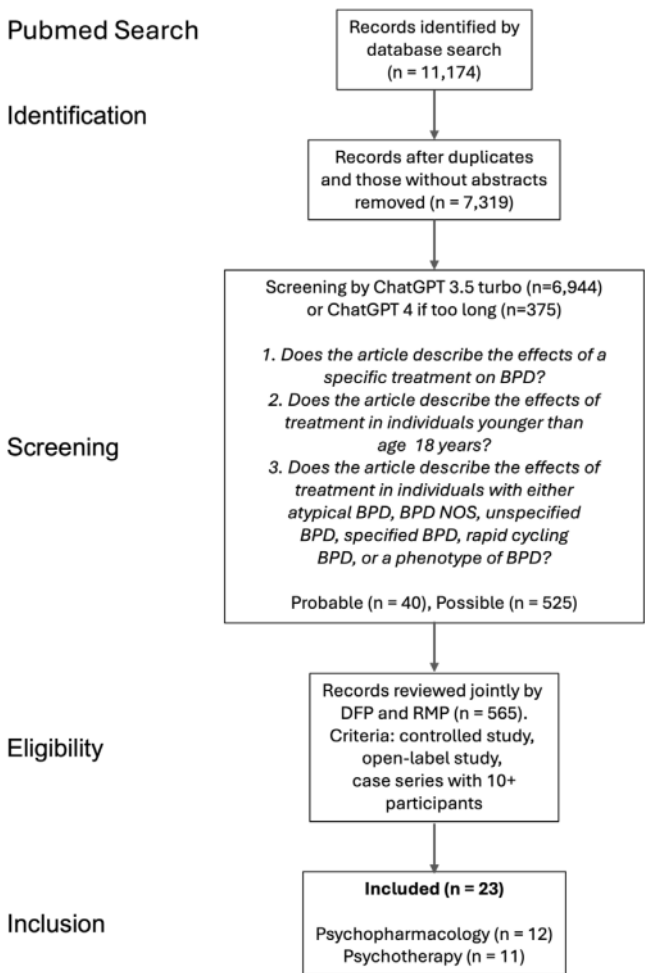 Pubmed Search
Records identified by
database search
(n = 11,174)
Identification
Records after duplicates
and those without abstracts
removed (n = 7,319)
Screening
Screening by ChatGPT 3.5 turbo (n=6,944)
or ChatGPT 4 if too long (n=375)
1. Does the article describe the effects of a
specific treatment on BPD?
2. Does the article describe the effects of
treatment in individuals younger than
age 18 years?
3. Does the article describe the effects of
treatment in individuals with either
atypical BPD, BPD NOS, unspecified
BPD, specified BPD, rapid cycling
BPD, or a phenotype of BPD?
Probable (n = 40), Possible (n = 525)
Eligibility
Records reviewed jointly by
DFP and RMP (n = 565).
Criteria: controlled study,
open-label study,
case series with 10+
participants
Inclusion
Included (n = 23)
Psychopharmacology (n = 12)
Psychotherapy (n = 11)